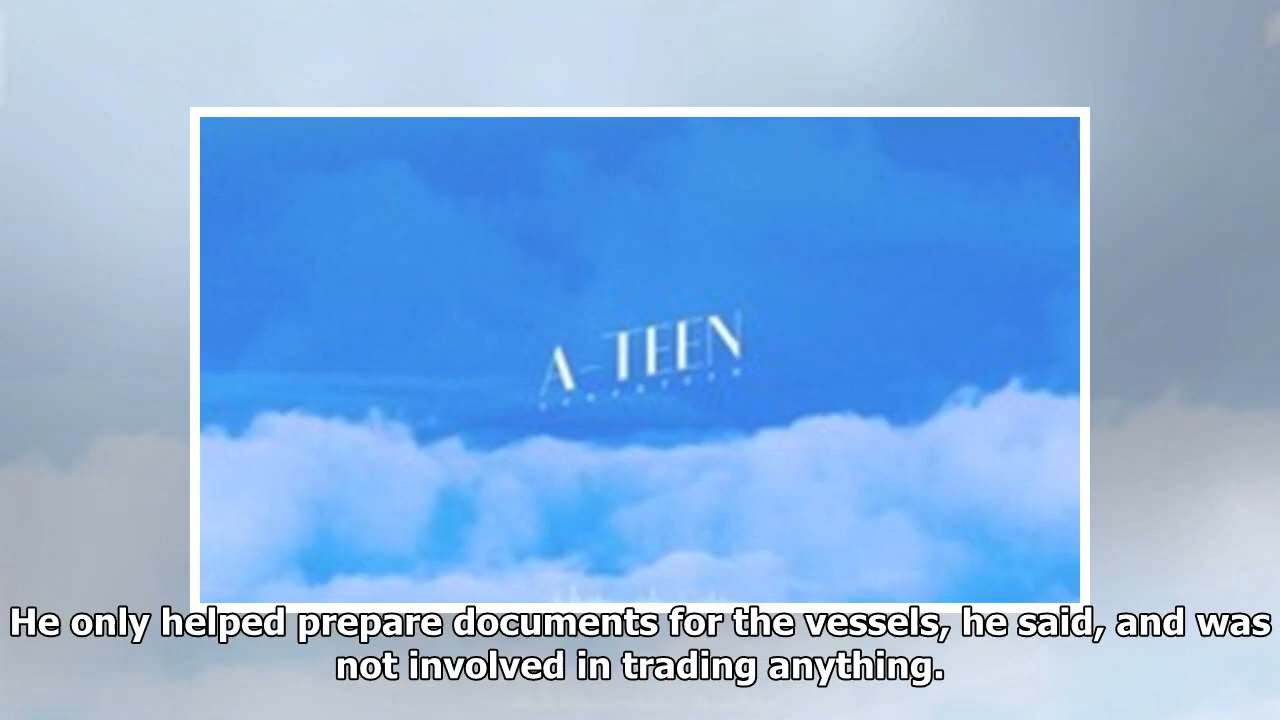 A-TEEN
He only helped prepare documents for the vessels, he said, and was
not involved in trading anything.